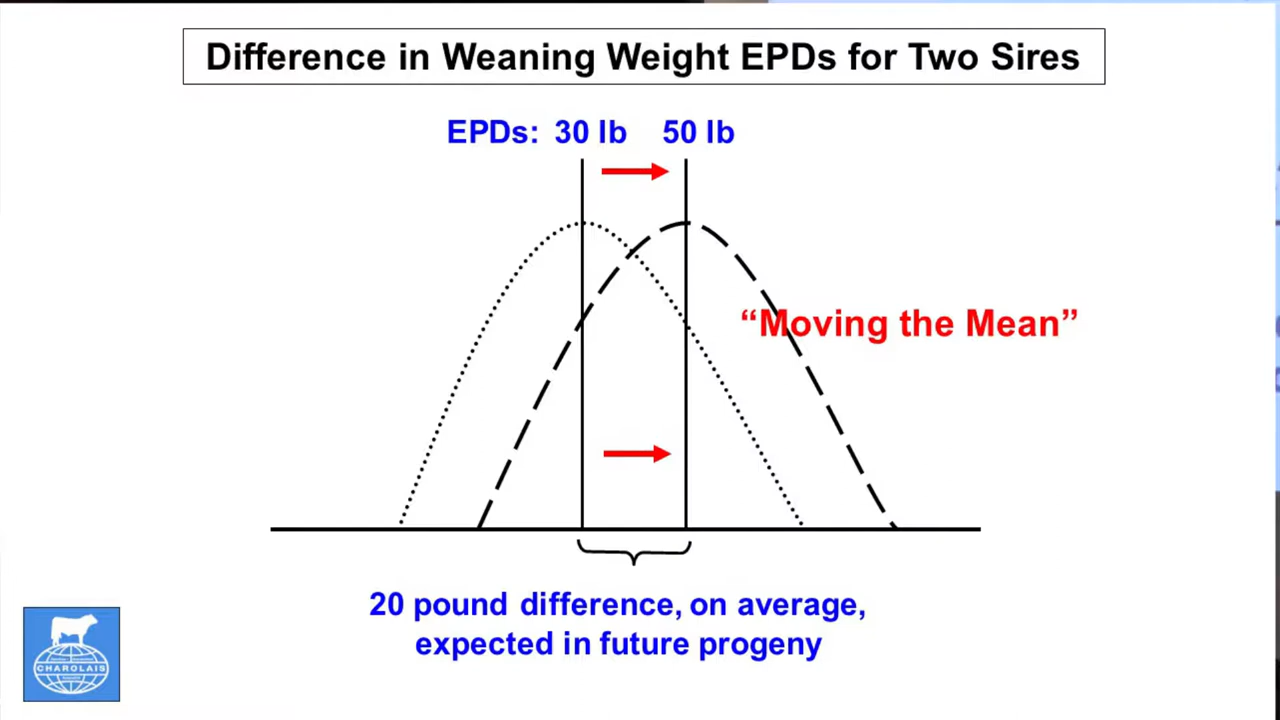 Difference in Weaning Weight EPDs for Two Sires
EPDs: 30 lb 50 lb
“Moving the Mean”
20 pound difference, on average,
expected in future progeny
CHAROLAIS